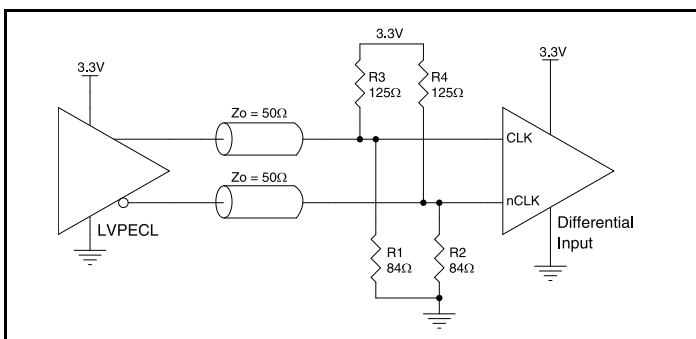 3.3V
3.3V
3.3V
R3
125Ω
R4
125Ω
Zo = 50Ω
CLK
Zo = 50Ω
nCLK
LVPECL
Differential
Input
R1
84Ω
R2
84Ω